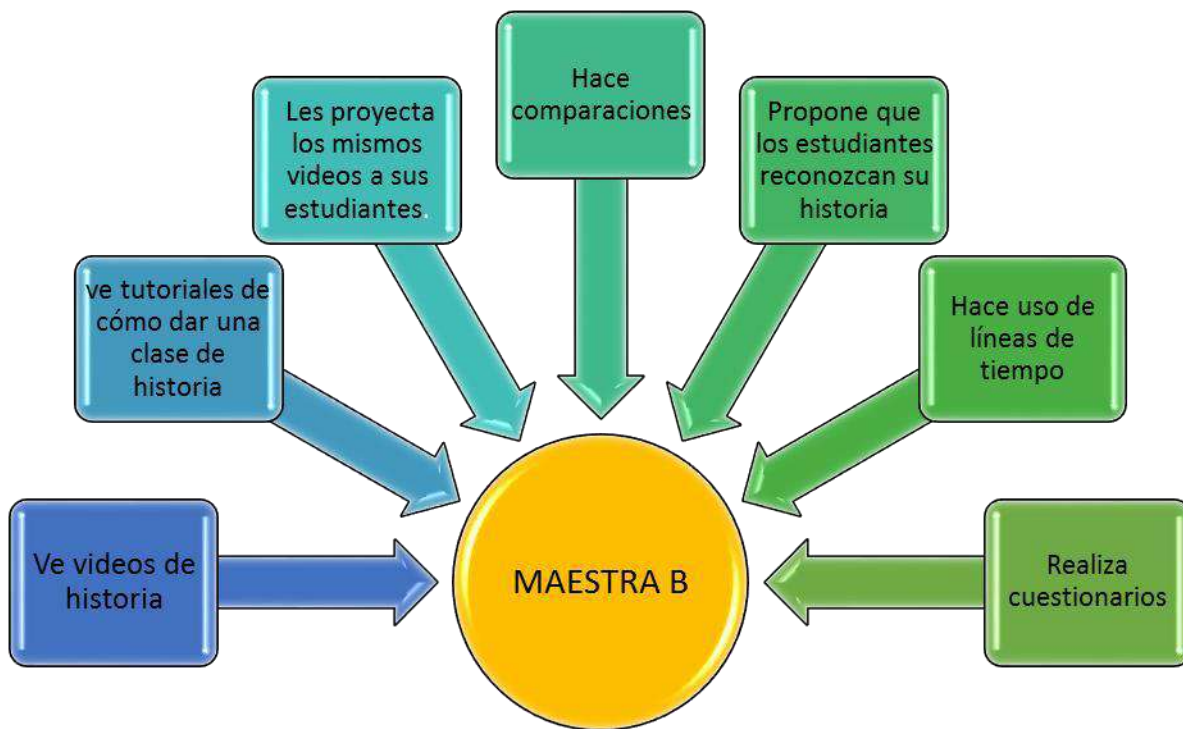 Hace
comparaciones
Les proyecta
los mismos
videos a sus
estudiantes.
Propone que
los estudiantes
reconozcan su
historia
ve tutoriales de
cómo dar una
clase de
historia
Hace uso de
líneas de
tiempo
Ve videos de
historia
MAESTRA B
Realiza
cuestionarios